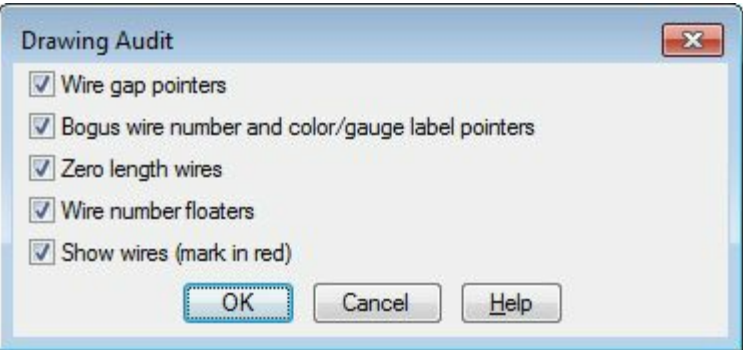 Drawing Audit
Wire gap pointers
Bogus wire number and color/gauge label pointers
Zero length wires
Wire number floaters
Show wires (mark in red)
OK Cancel Help